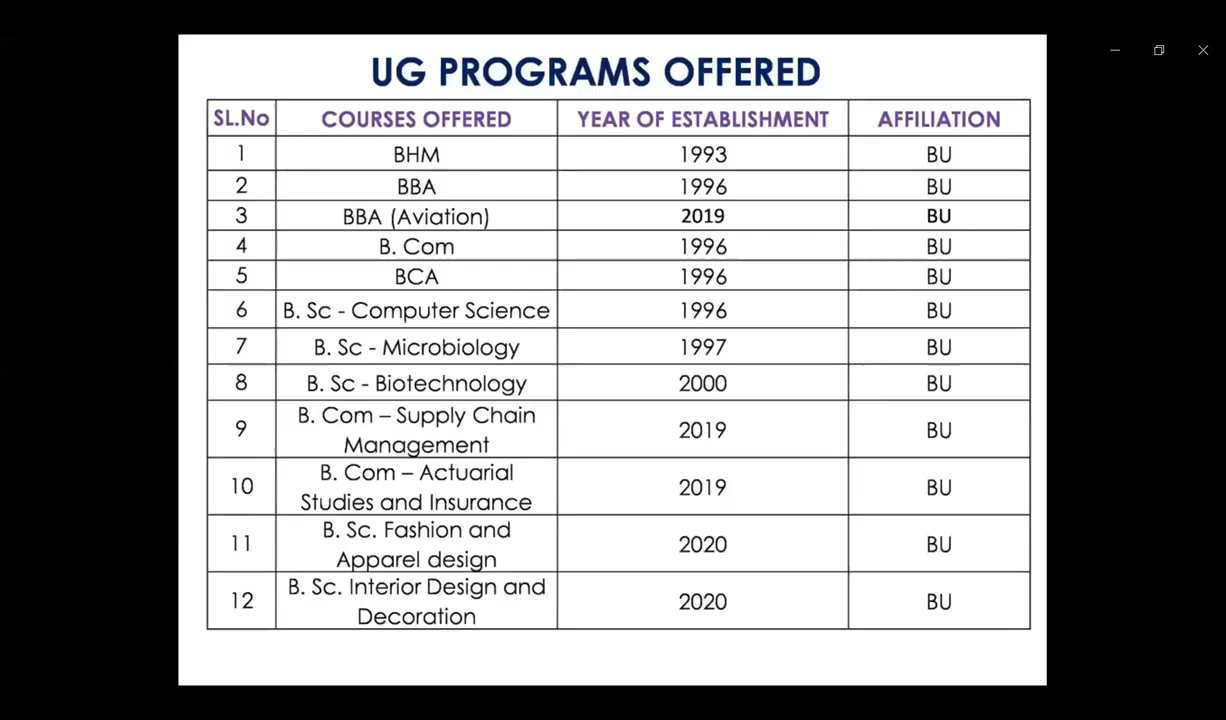 UG PROGRAMS OFFERED
SL.No COURSES OFFERED YEAR OF ESTABLISHMENT AFFILIATION
1 BHM 1993 BU
2 BBA 1996 BU
3 BBA (Aviation) 2019 BU
4 B. Com 1996 BU
5 BCA 1996 BU
6 B. Sc - Computer Science 1996 BU
7 B. Sc - Microbiology 1997 BU
8 B. Sc - Biotechnology 2000 BU
9 B. Com – Supply Chain
Management 2019 BU
10 B. Com – Actuarial
Studies and Insurance 2019 BU
11 B. Sc. Fashion and
Apparel design 2020 BU
12 B. Sc. Interior Design and
Decoration 2020 BU